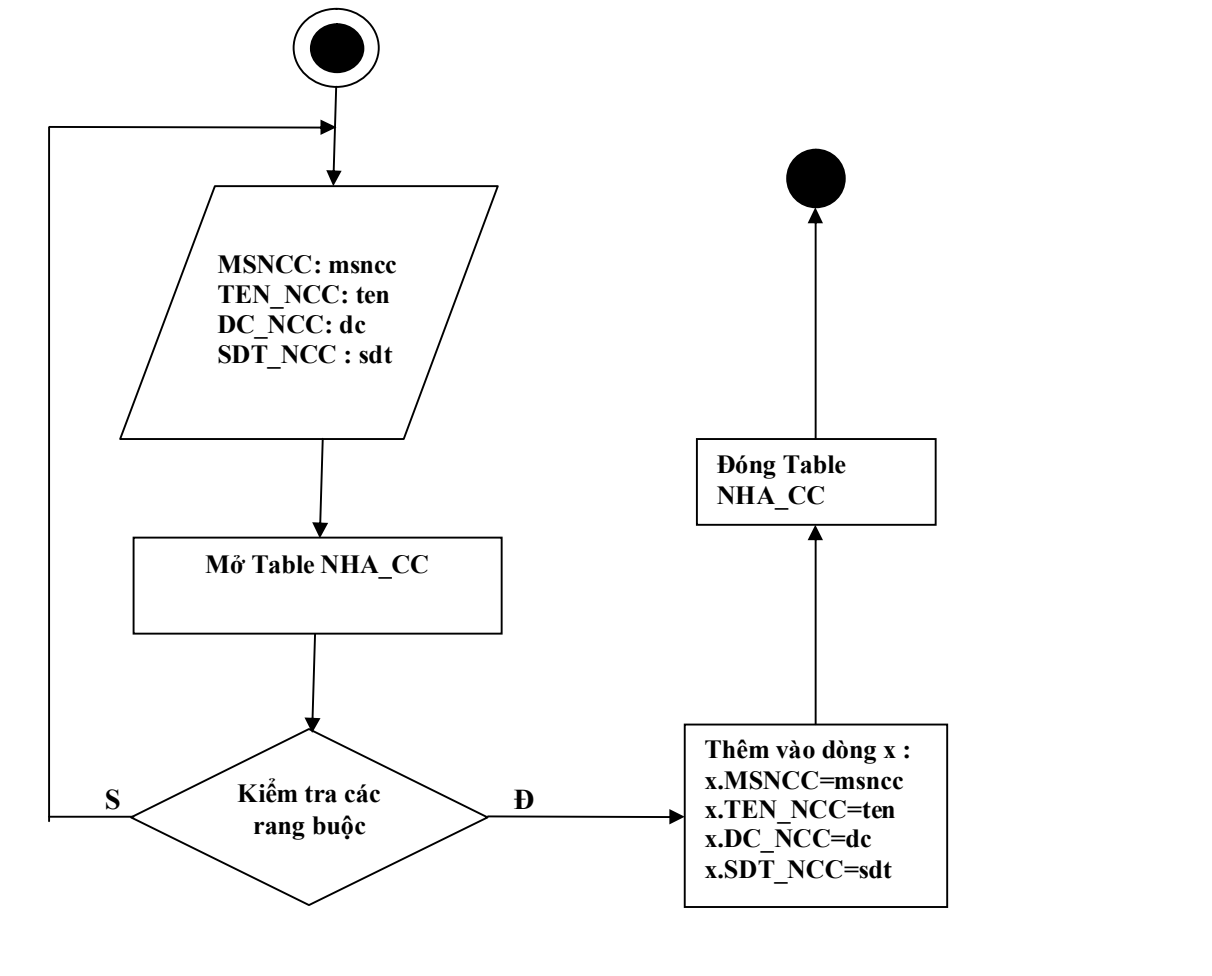 MSNCC: msncc
TEN_NCC: ten
DC_NCC: dc
SDT_NCC : sdt
Mở Table NHA_CC
Kiểm tra các
rang buộc
S
Đ
Thêm vào dòng x :
x.MSNCC=msncc
x.TEN_NCC=ten
x.DC_NCC=dc
x.SDT_NCC=sdt
Đóng Table
NHA_CC